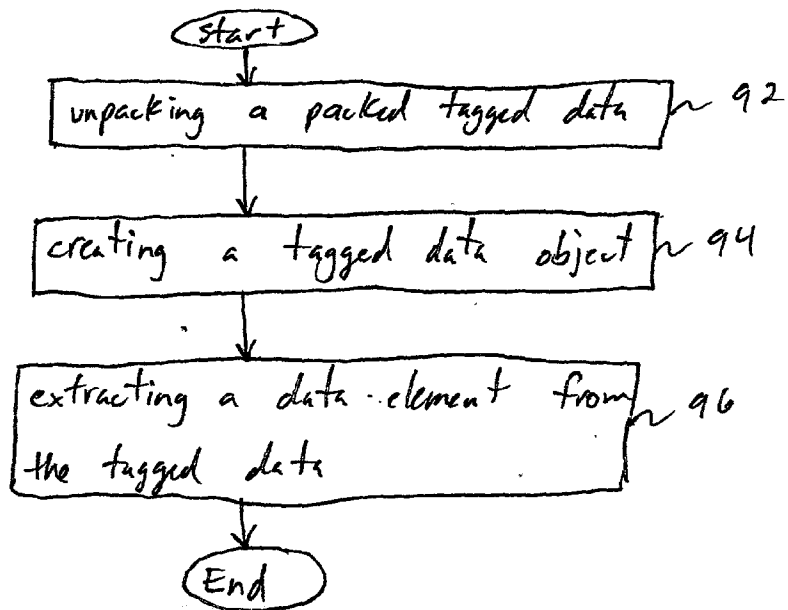 start
unpacking a packed tagged data 92
creating a tagged data object 94
extracting a data element from 96
the tagged data
End